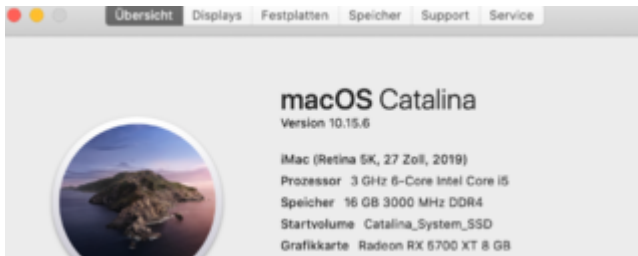 Übersicht Displays Festplatten Speicher Support Service
macOS Catalina
Version 10.15.6
iMac (Retina 5K, 27 Zoll, 2019)
Prozessor 3 GHz 6-Core Intel Core i5
Speicher 16 GB 3000 MHz DDR4
Startvolume Catalina_System_SSD
Grafikkarte Radeon RX 5700 XT 8 GB